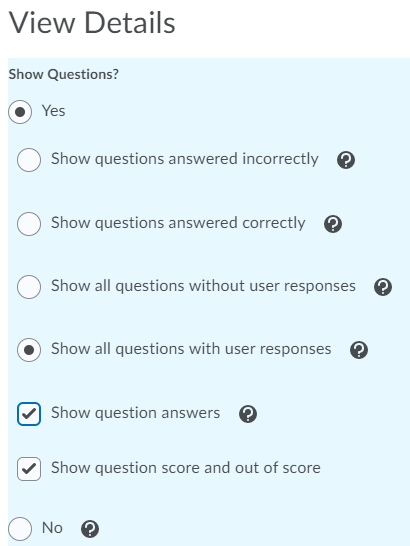 View Details
Show Questions?
Yes
Show questions answered incorrectly ?
Show questions answered correctly ?
Show all questions without user responses ?
Show all questions with user responses ?
Show question answers ?
Show question score and out of score
No ?